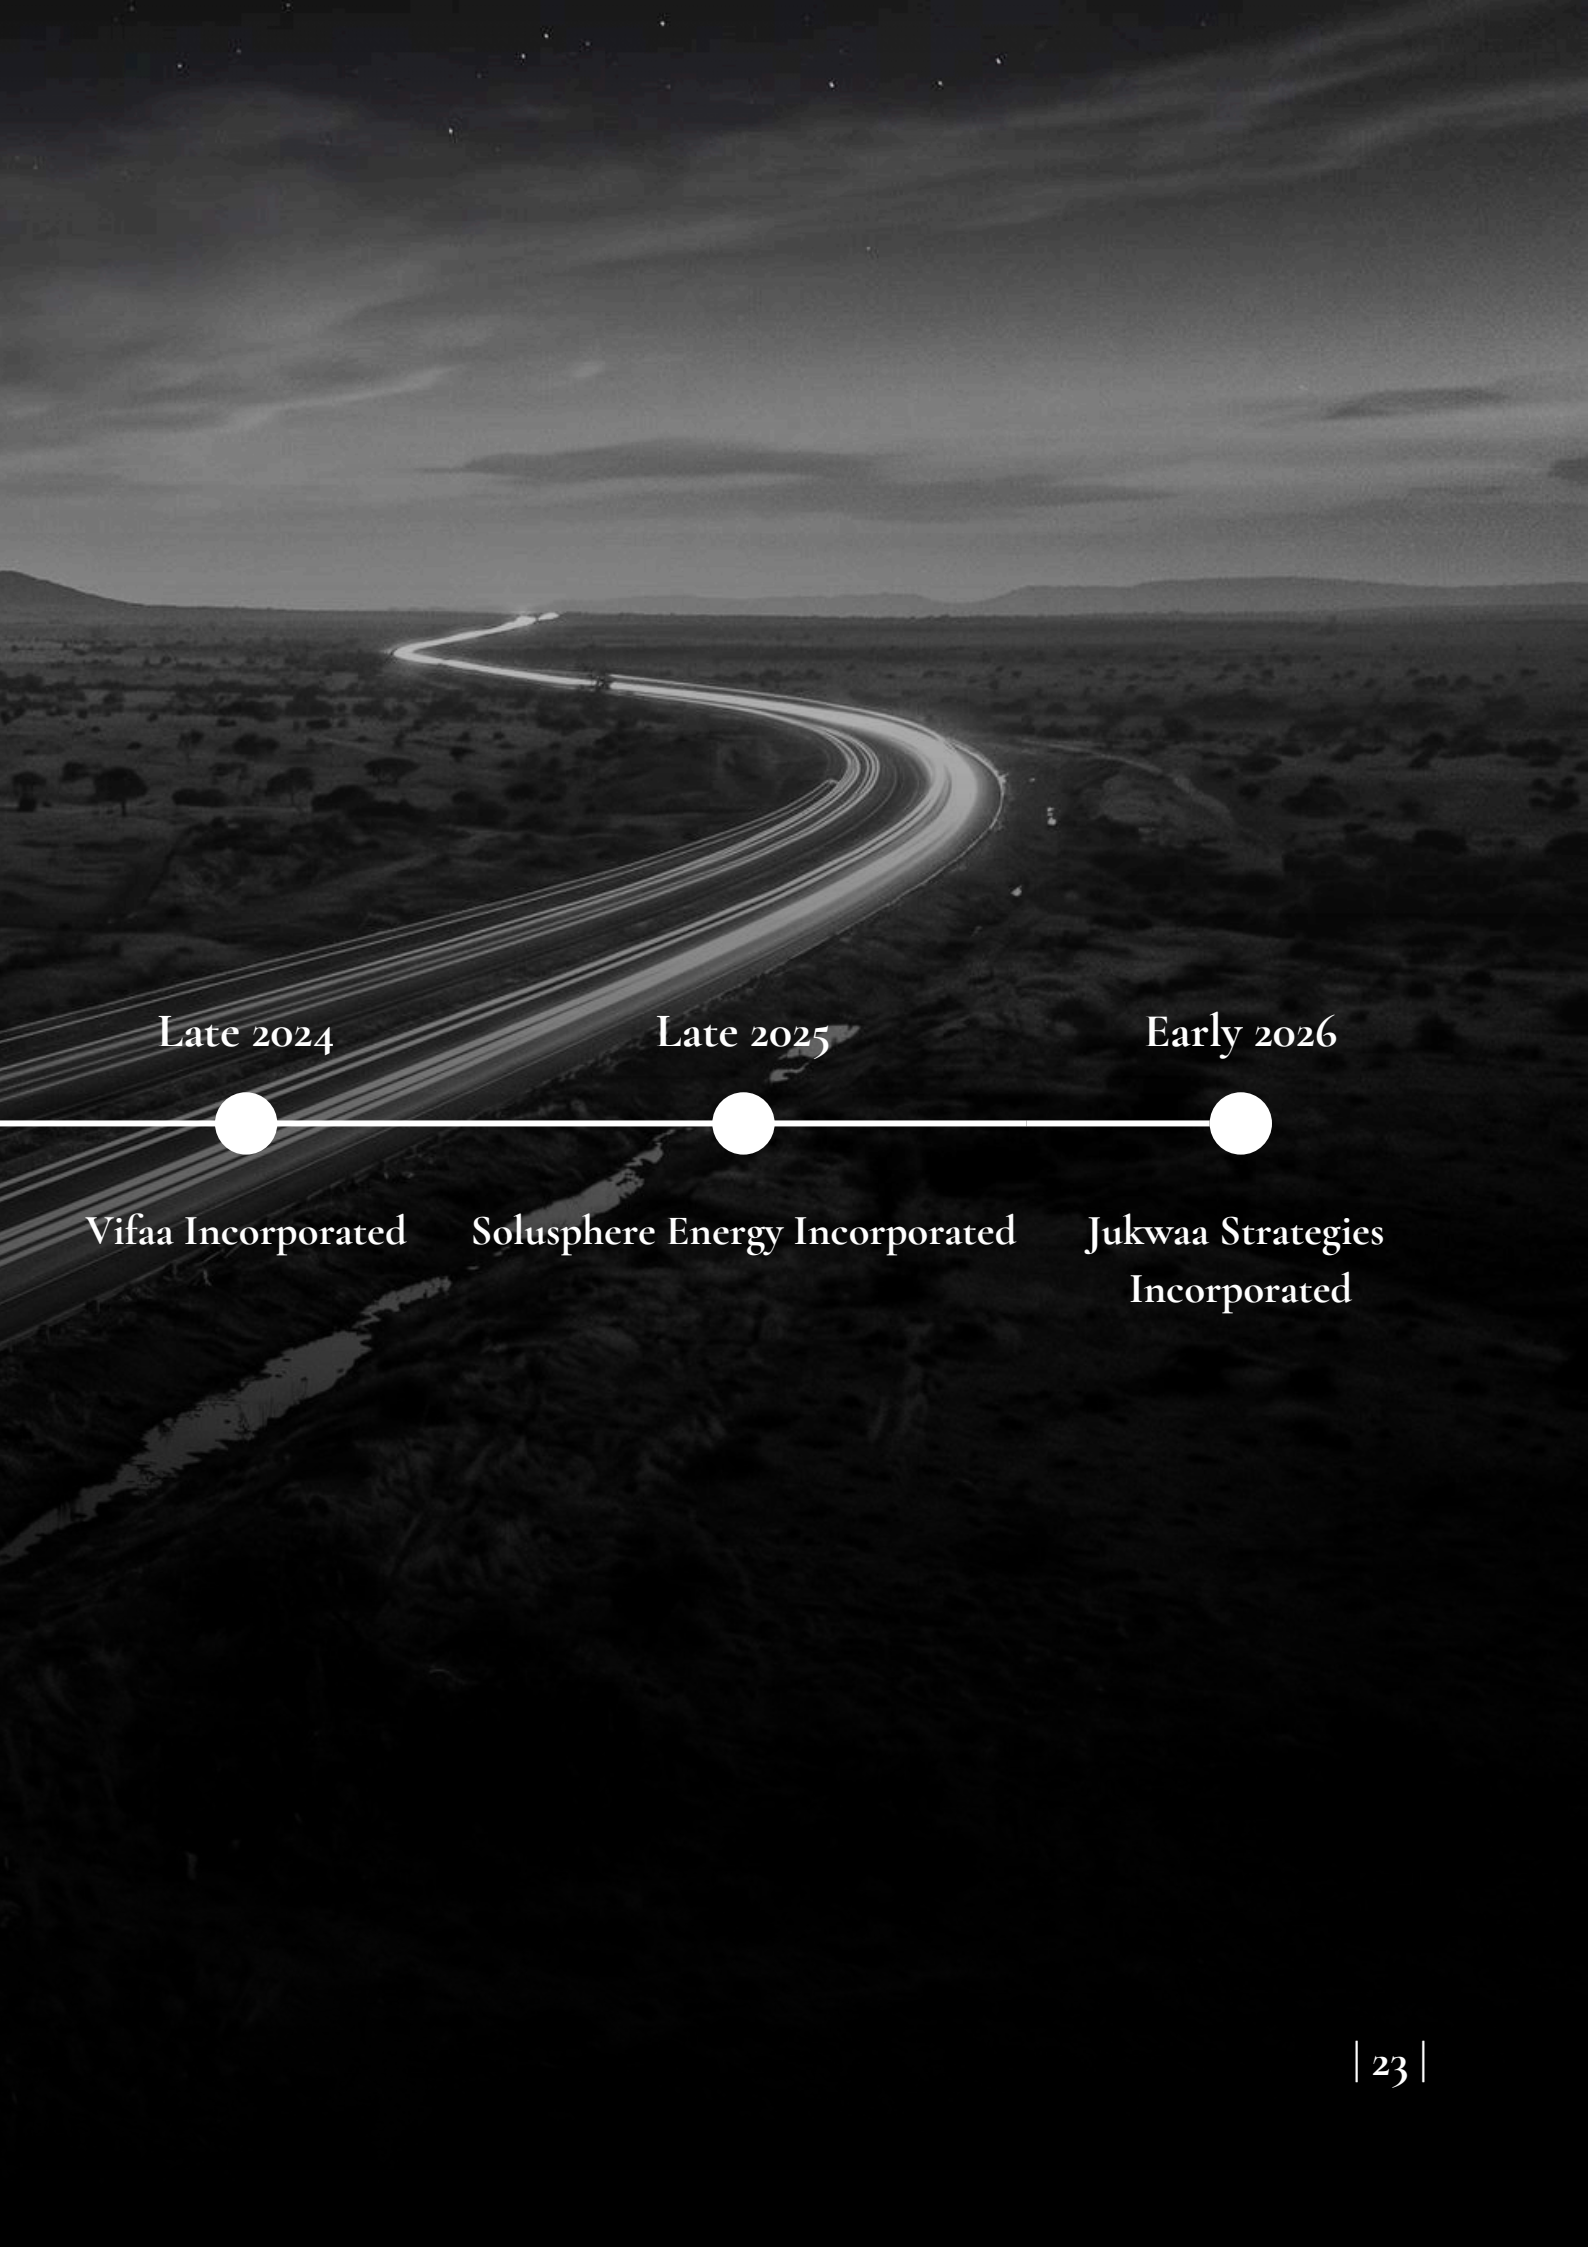 Late 2024
Late 2025
Early 2026
Vifaa Incorporated
Solusphere Energy Incorporated
Jukwaa Strategies
Incorporated
| 23 |